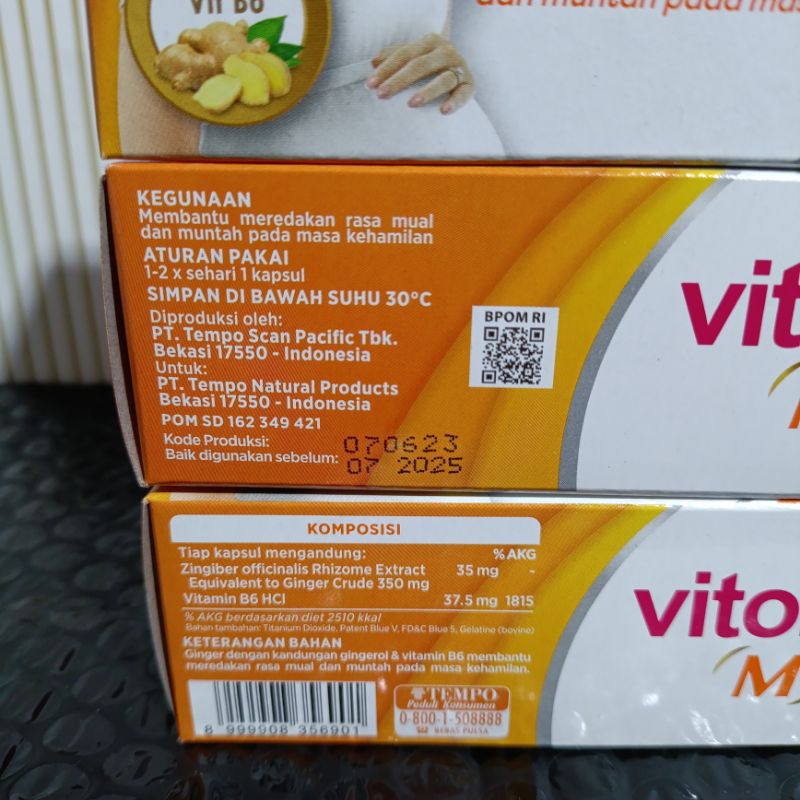 Vit B6
dan muntah pada mas
KEGUNAAN
Membantu meredakan rasa mual
dan muntah pada masa kehamilan
ATURAN PAKAI
1-2 x sehari 1 kapsul
SIMPAN DI BAWAH SUHU 30°C
Diproduksi oleh:
PT. Tempo Scan Pacific Tbk.
Bekasi 17550 - Indonesia
Untuk:
PT. Tempo Natural Products
Bekasi 17550 - Indonesia
POM SD 162 349 421
Kode Produksi: 070623
Baik digunakan sebelum: 07 2025
BPOM RI
vit
KOMPOSISI
Tiap kapsul mengandung: %AKG
Zingiber officinalis Rhizome Extract 35 mg -
Equivalent to Ginger Crude 350 mg
Vitamin B6 HCl 37.5 mg 1815
% AKG berdasarkan diet 2510 kkal
Bahan tambahan: Titanium Dioxide, Patent Blue V, FD&C Blue 5, Gelatine (bovine)
KETERANGAN BAHAN
Ginger dengan kandungan gingerol & vitamin B6 membantu
meredakan rasa mual dan muntah pada masa kehamilan.
8 999908 356901
TEMPO
Peduli Konsumen
0-800-1-508888
BEBAS PULSA
vito
M